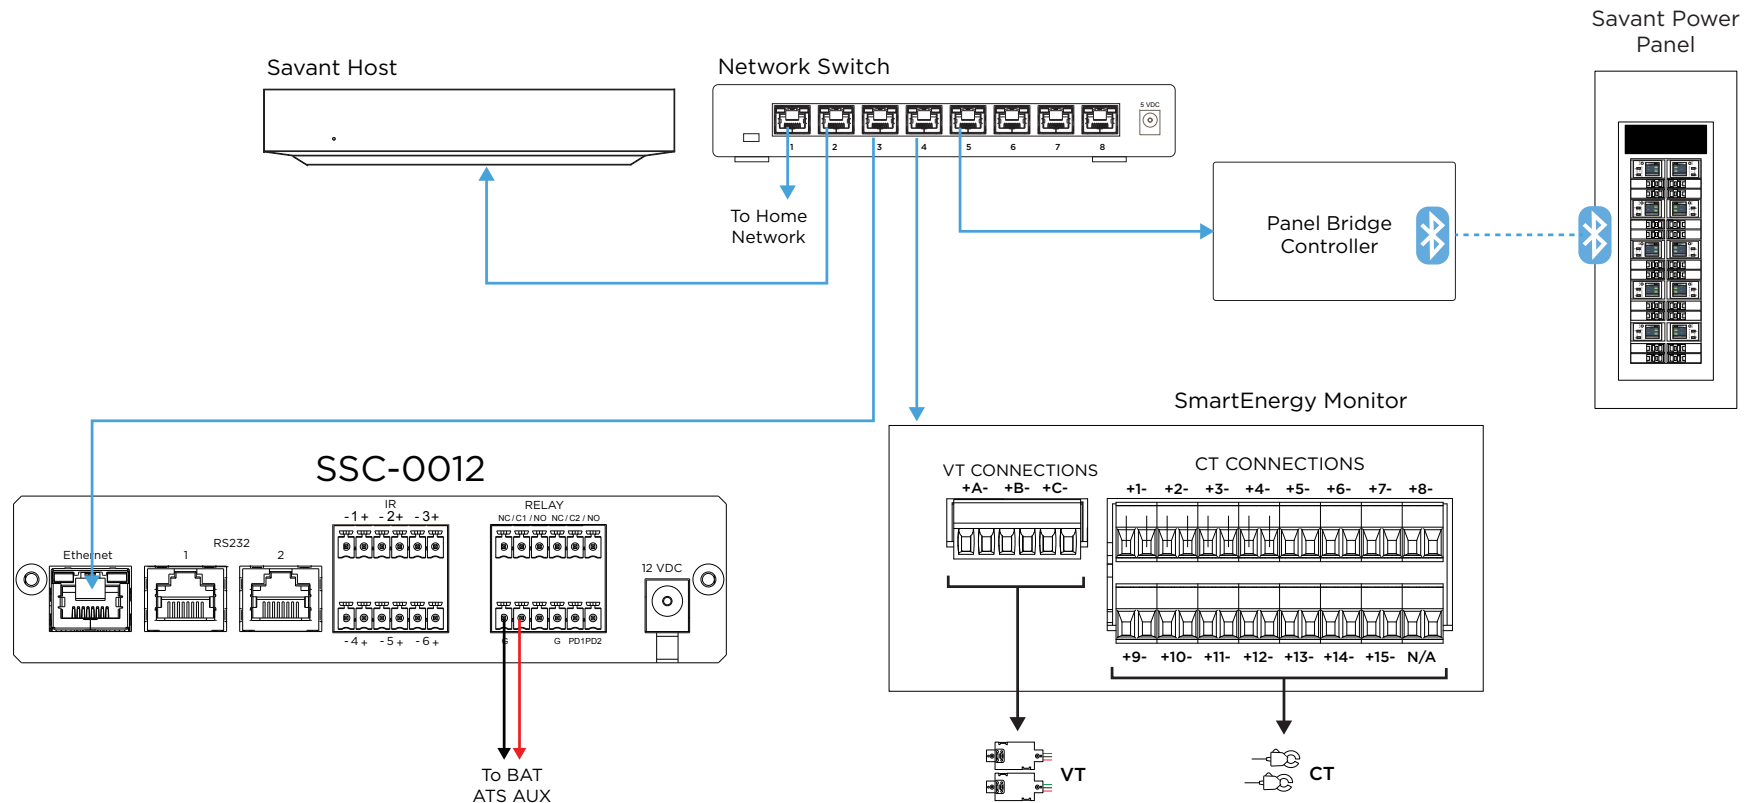 Savant Power
Panel
Savant Host
Network Switch
5 VDC
1 2 3 4 5 6 7 8
To Home
Network
Panel Bridge
Controller
SmartEnergy Monitor
SSC-0012
VT CONNECTIONS
+A- +B- +C-
CT CONNECTIONS
+1- +2- +3- +4- +5- +6- +7- +8-
+9- +10- +11- +12- +13- +14- +15- N/A
Ethernet
RS232
1 2
IR
-1+ -2+ -3+
-4+ -5+ -6+
RELAY
NC/C1/NO NC/C2/NO
G G PD1PD2
12 VDC
To BAT
ATS AUX
VT
CT